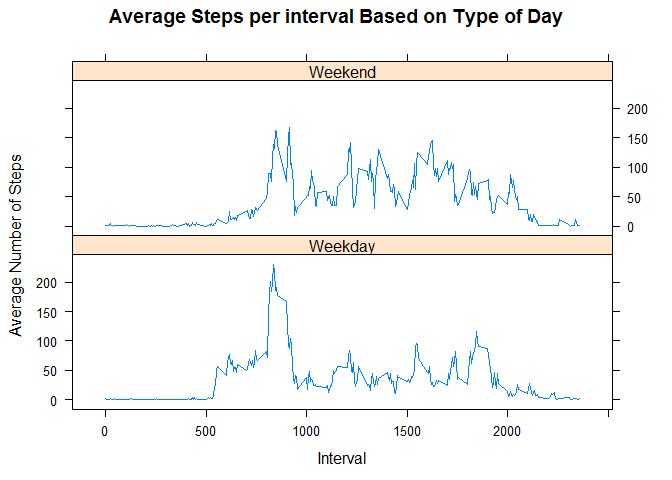 Average Steps per interval Based on Type of Day
Weekend
200
150
100
50
0
Average Number of Steps
Weekday
200
150
100
50
0
0 500 1000 1500 2000
Interval